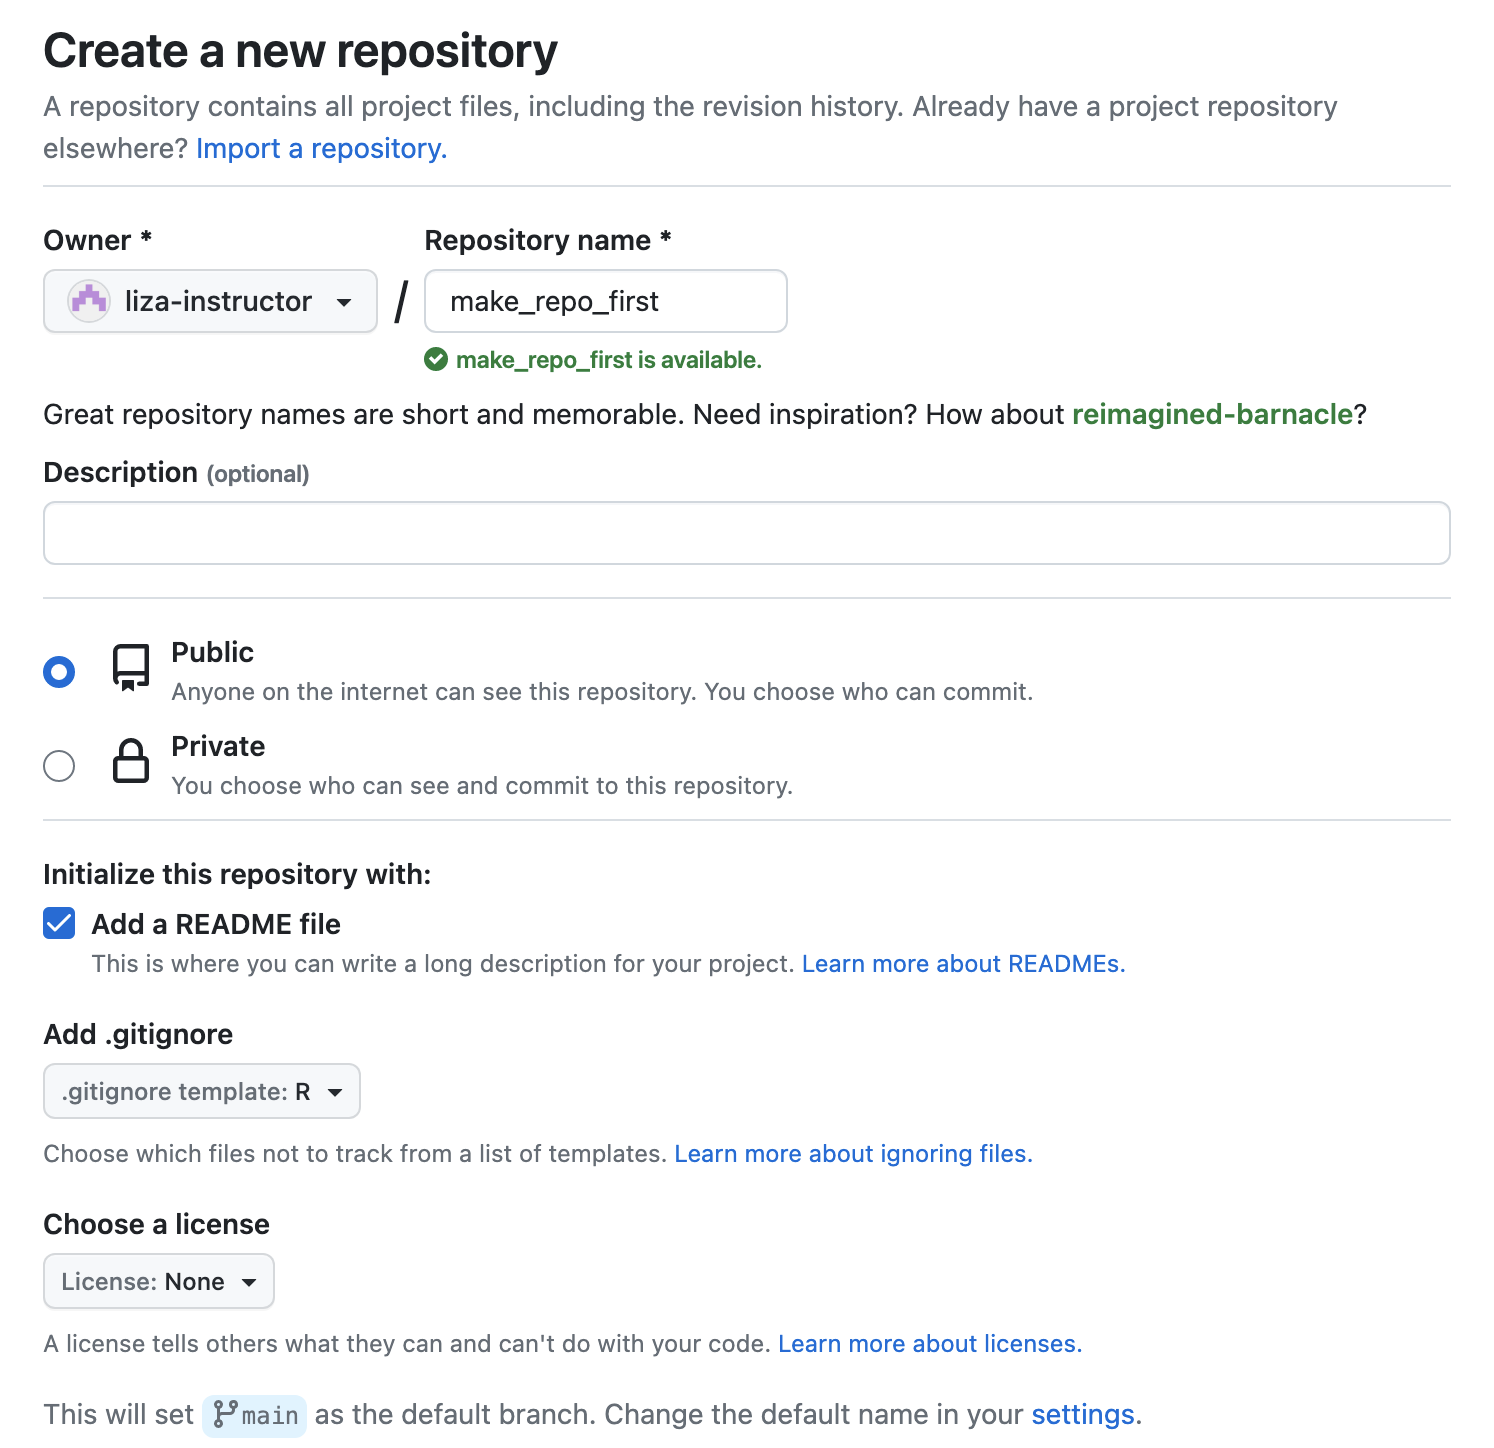 Create a new repository
A repository contains all project files, including the revision history. Already have a project repository
elsewhere? Import a repository.
Owner *
Repository name *
liza-instructor
/
make_repo_first
make_repo_first is available.
Great repository names are short and memorable. Need inspiration? How about reimagined-barnacle?
Description (optional)
Public
Anyone on the internet can see this repository. You choose who can commit.
Private
You choose who can see and commit to this repository.
Initialize this repository with:
Add a README file
This is where you can write a long description for your project. Learn more about READMEs.
Add .gitignore
.gitignore template: R
Choose which files not to track from a list of templates. Learn more about ignoring files.
Choose a license
License: None
A license tells others what they can and can't do with your code. Learn more about licenses.
This will set main as the default branch. Change the default name in your settings.